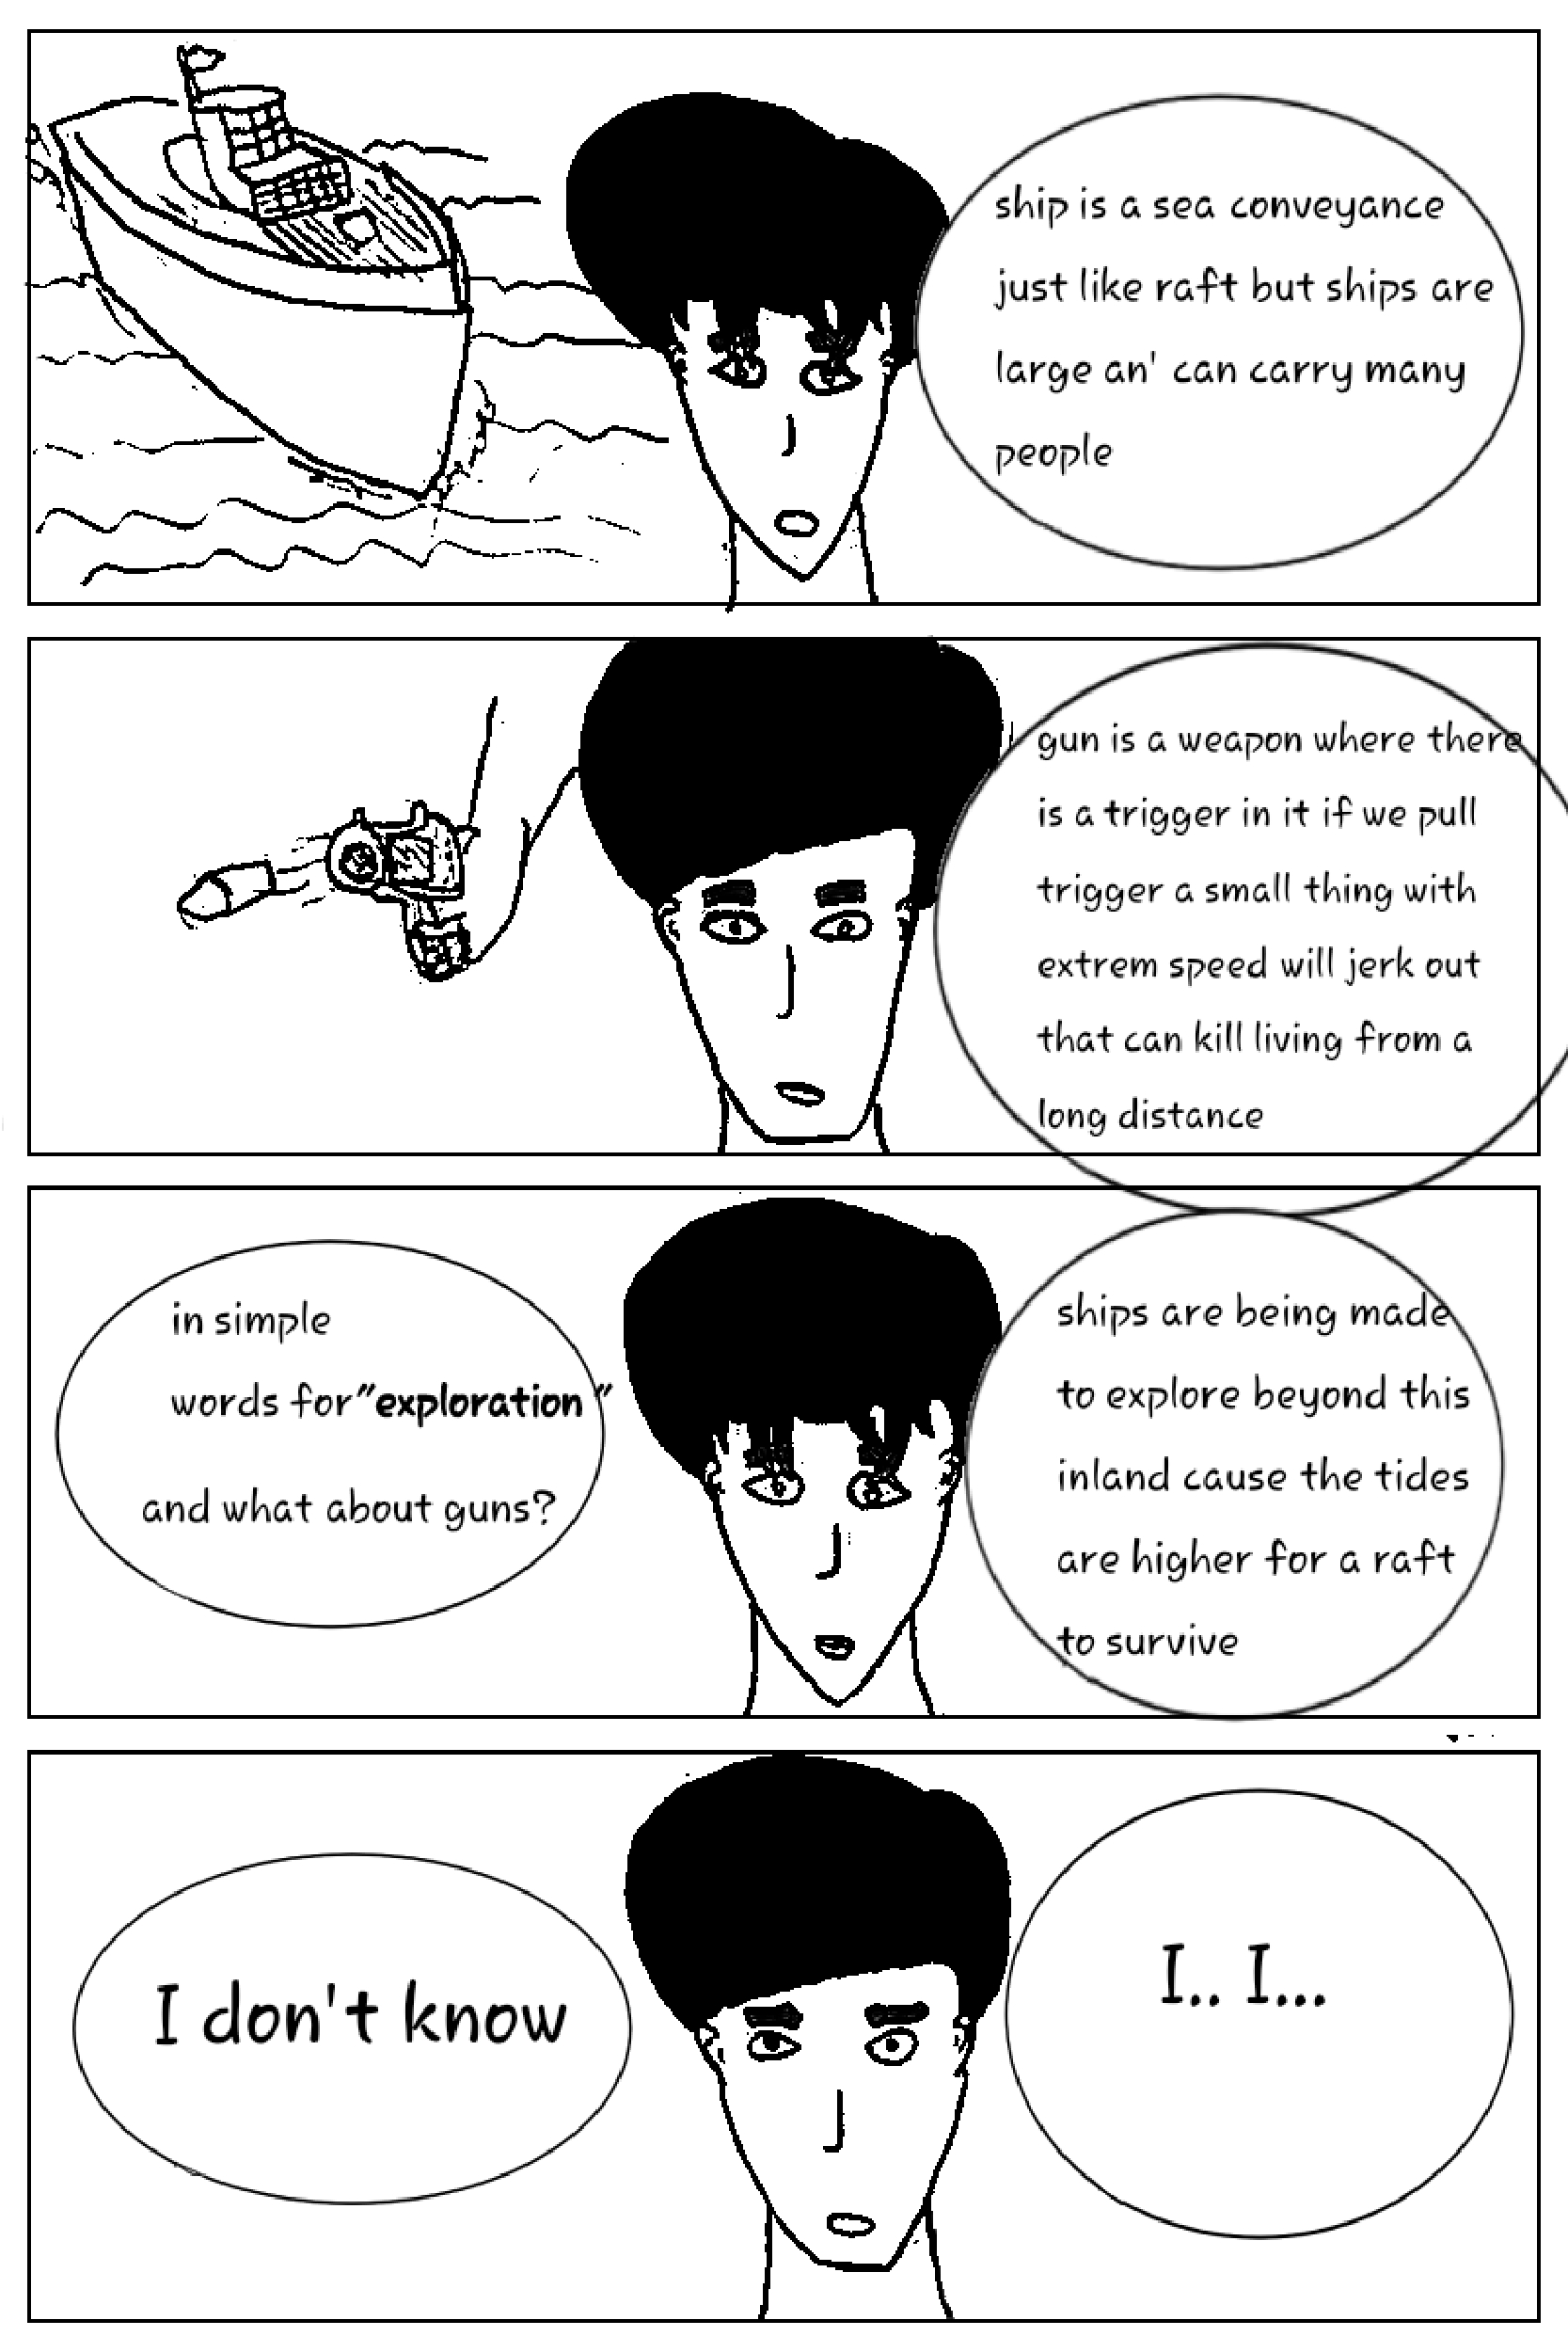 ship is a sea conveyance
just like raft but ships are
large an' can carry many
people
gun is a weapon where there
is a trigger in it if we pull
trigger a small thing with
extrem speed will jerk out
that can kill living from a
long distance
ships are being made
to explore beyond this
inland cause the tides
are higher for a raft
to survive
in simple
words for"exploration "
and what about guns?
I.. I...
I don't know